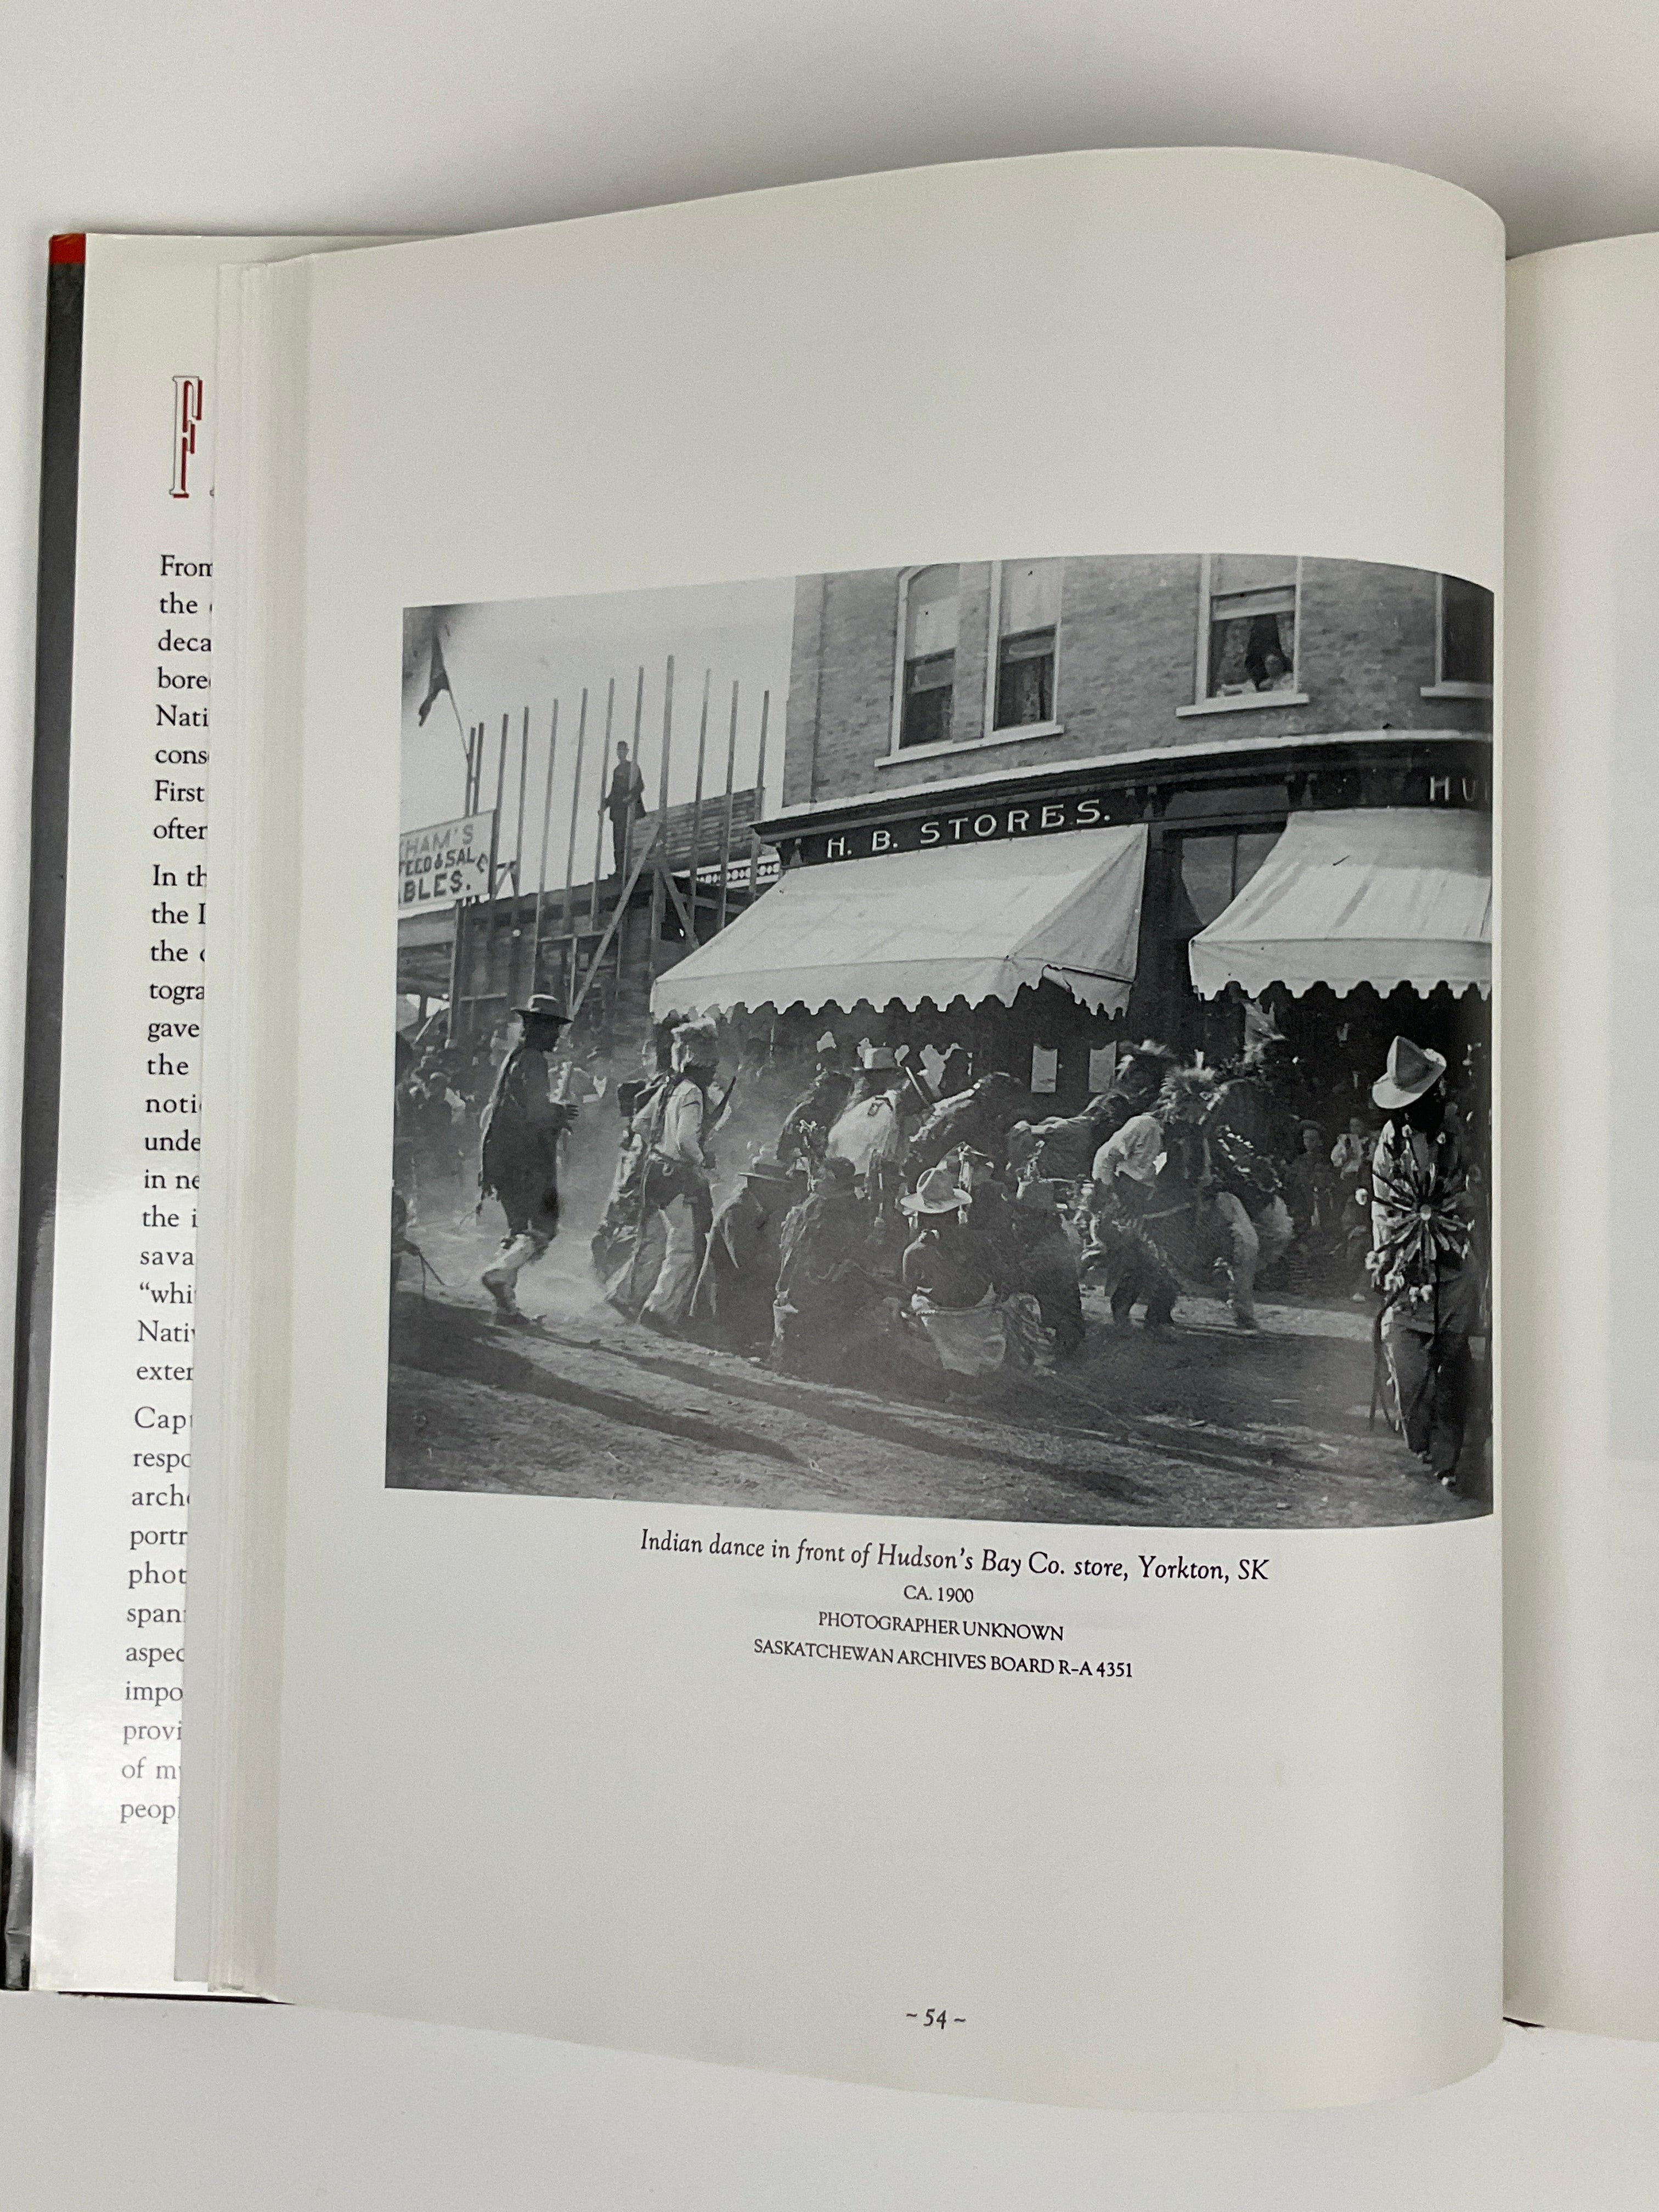 From
the
deca
bore
Nati
cons
First
ofter
In th
the I
the
togra
gave
the
noti
unde
in ne
the i
sava
“whi
Nati
exter
Cap
resp
arch
portr
phot
span
aspec
impo
provi
of m
peop
HAM'S
FEED & SAL
BLES.
H. B. STORES.
HU
Indian dance in front of Hudson's Bay Co. store, Yorkton, SK
CA. 1900
PHOTOGRAPHER UNKNOWN
SASKATCHEWAN ARCHIVES BOARD R–A 4351
~ 54 ~